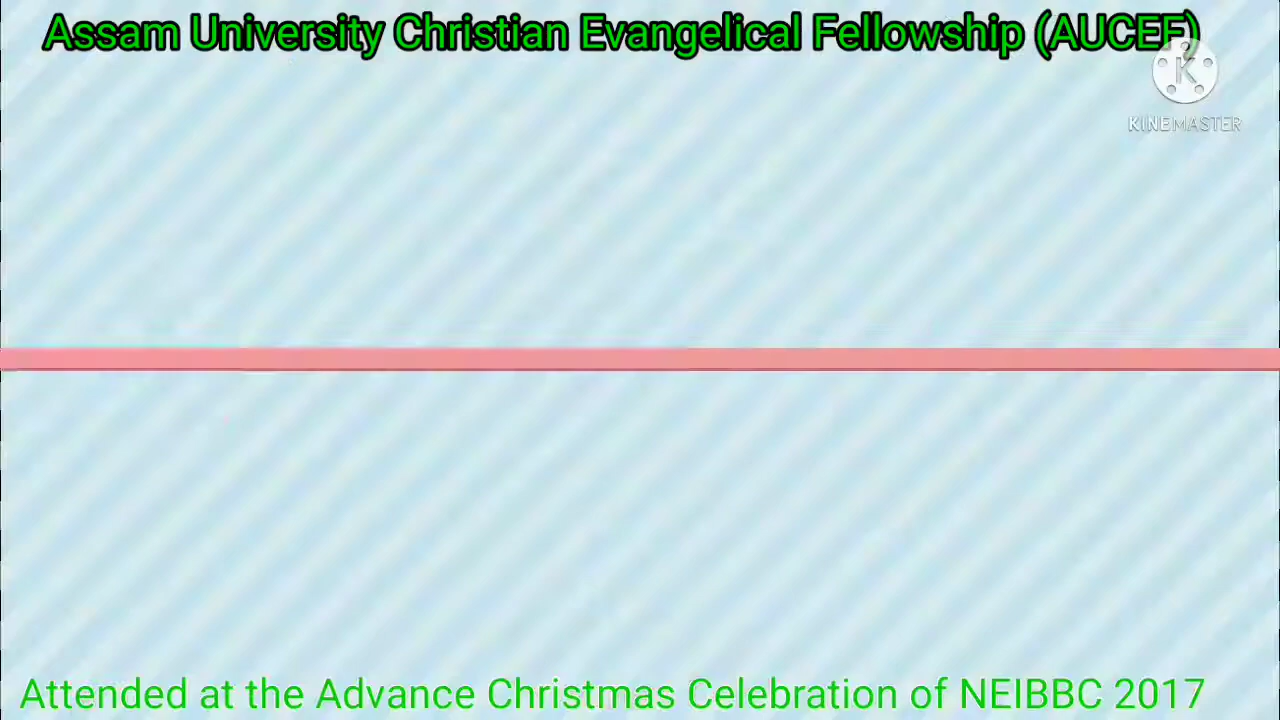 Assam University Christian Evangelical Fellowship (AUCEF)
K
KINEMASTER
Attended at the Advance Christmas Celebration of NEIBBC 2017